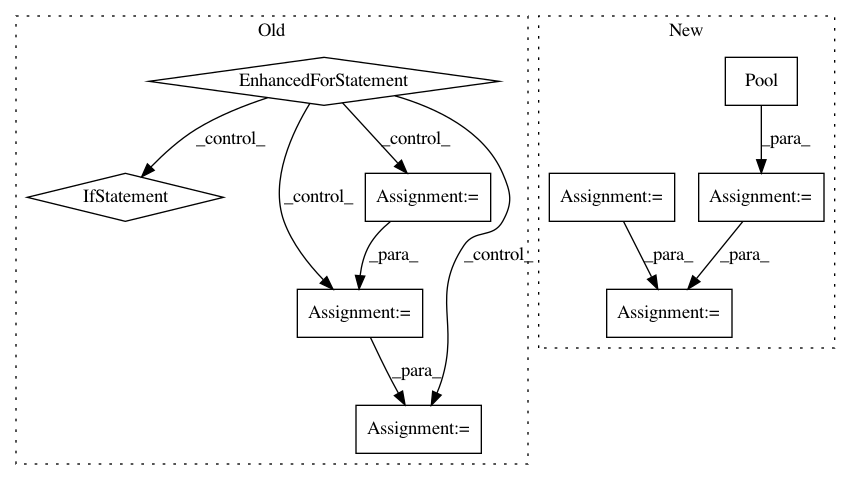 Old
New
EnhancedForStatement
Pool
_control_
_control_
_para_
IfStatement
_control_
Assignment:=
Assignment:=
Assignment:=
_para_
_control_
_para_
_para_
Assignment:=
Assignment:=
_para_
Assignment:=